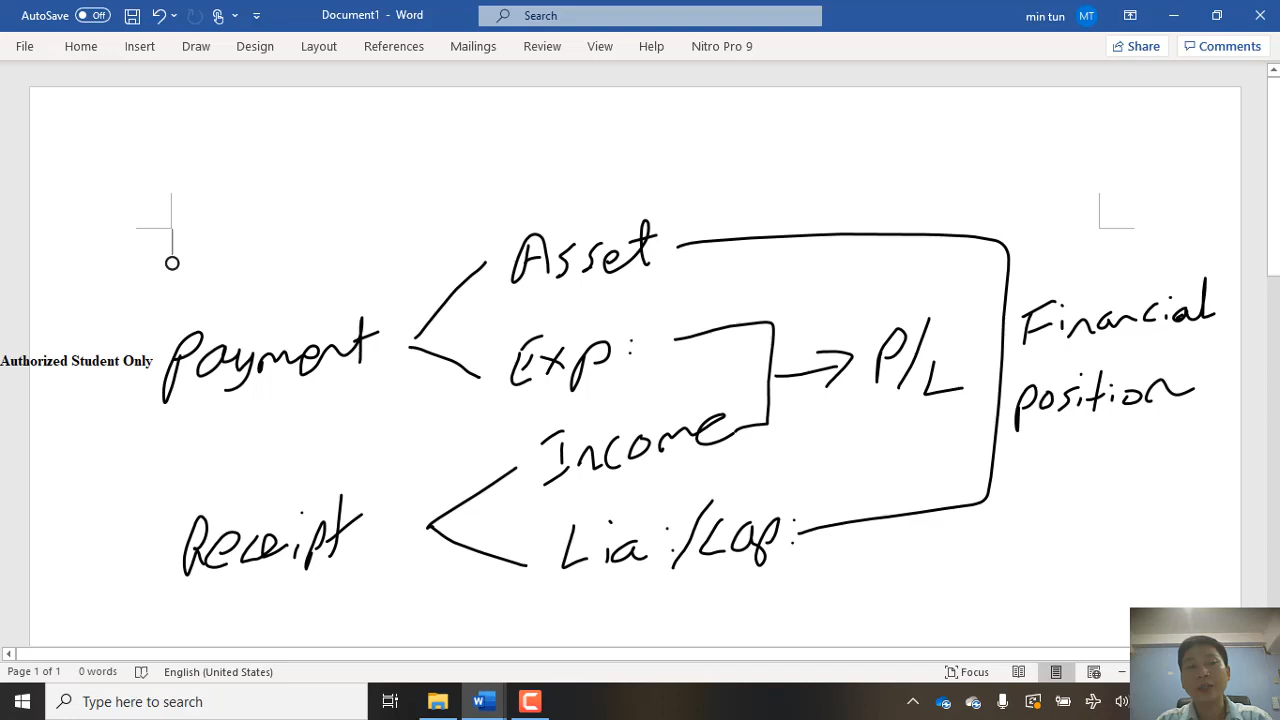 AutoSave Off
Document1 - Word
Search
min tun MT
File Home Insert Draw Design Layout References Mailings Review View Help Nitro Pro 9
Share Comments
Asset
Payment
Exp:
P/L
Financial
position
Income
Receipt
Lia:/Cap:
Authorized Student Only
Page 1 of 1 0 words English (United States)
Focus
Type here to search